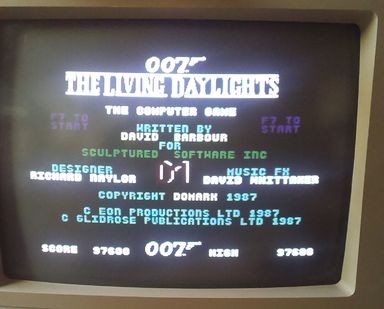 007
THE LIVING DAYLIGHTS
THE COMPUTER GAME
F7 TO START
F7 TO START
WRITTEN BY
DAVID BARBOUR
FOR
SCULPTURED SOFTWARE INC
DESIGNER
RICHARD NAYLOR
MUSIC FX
DAVID WHITTAKER
COPYRIGHT DOMARK 1987
C EON PRODUCTIONS LTD 1987
C GLIDROSE PUBLICATIONS LTD 1987
SCORE 97600 007 HIGH 97600